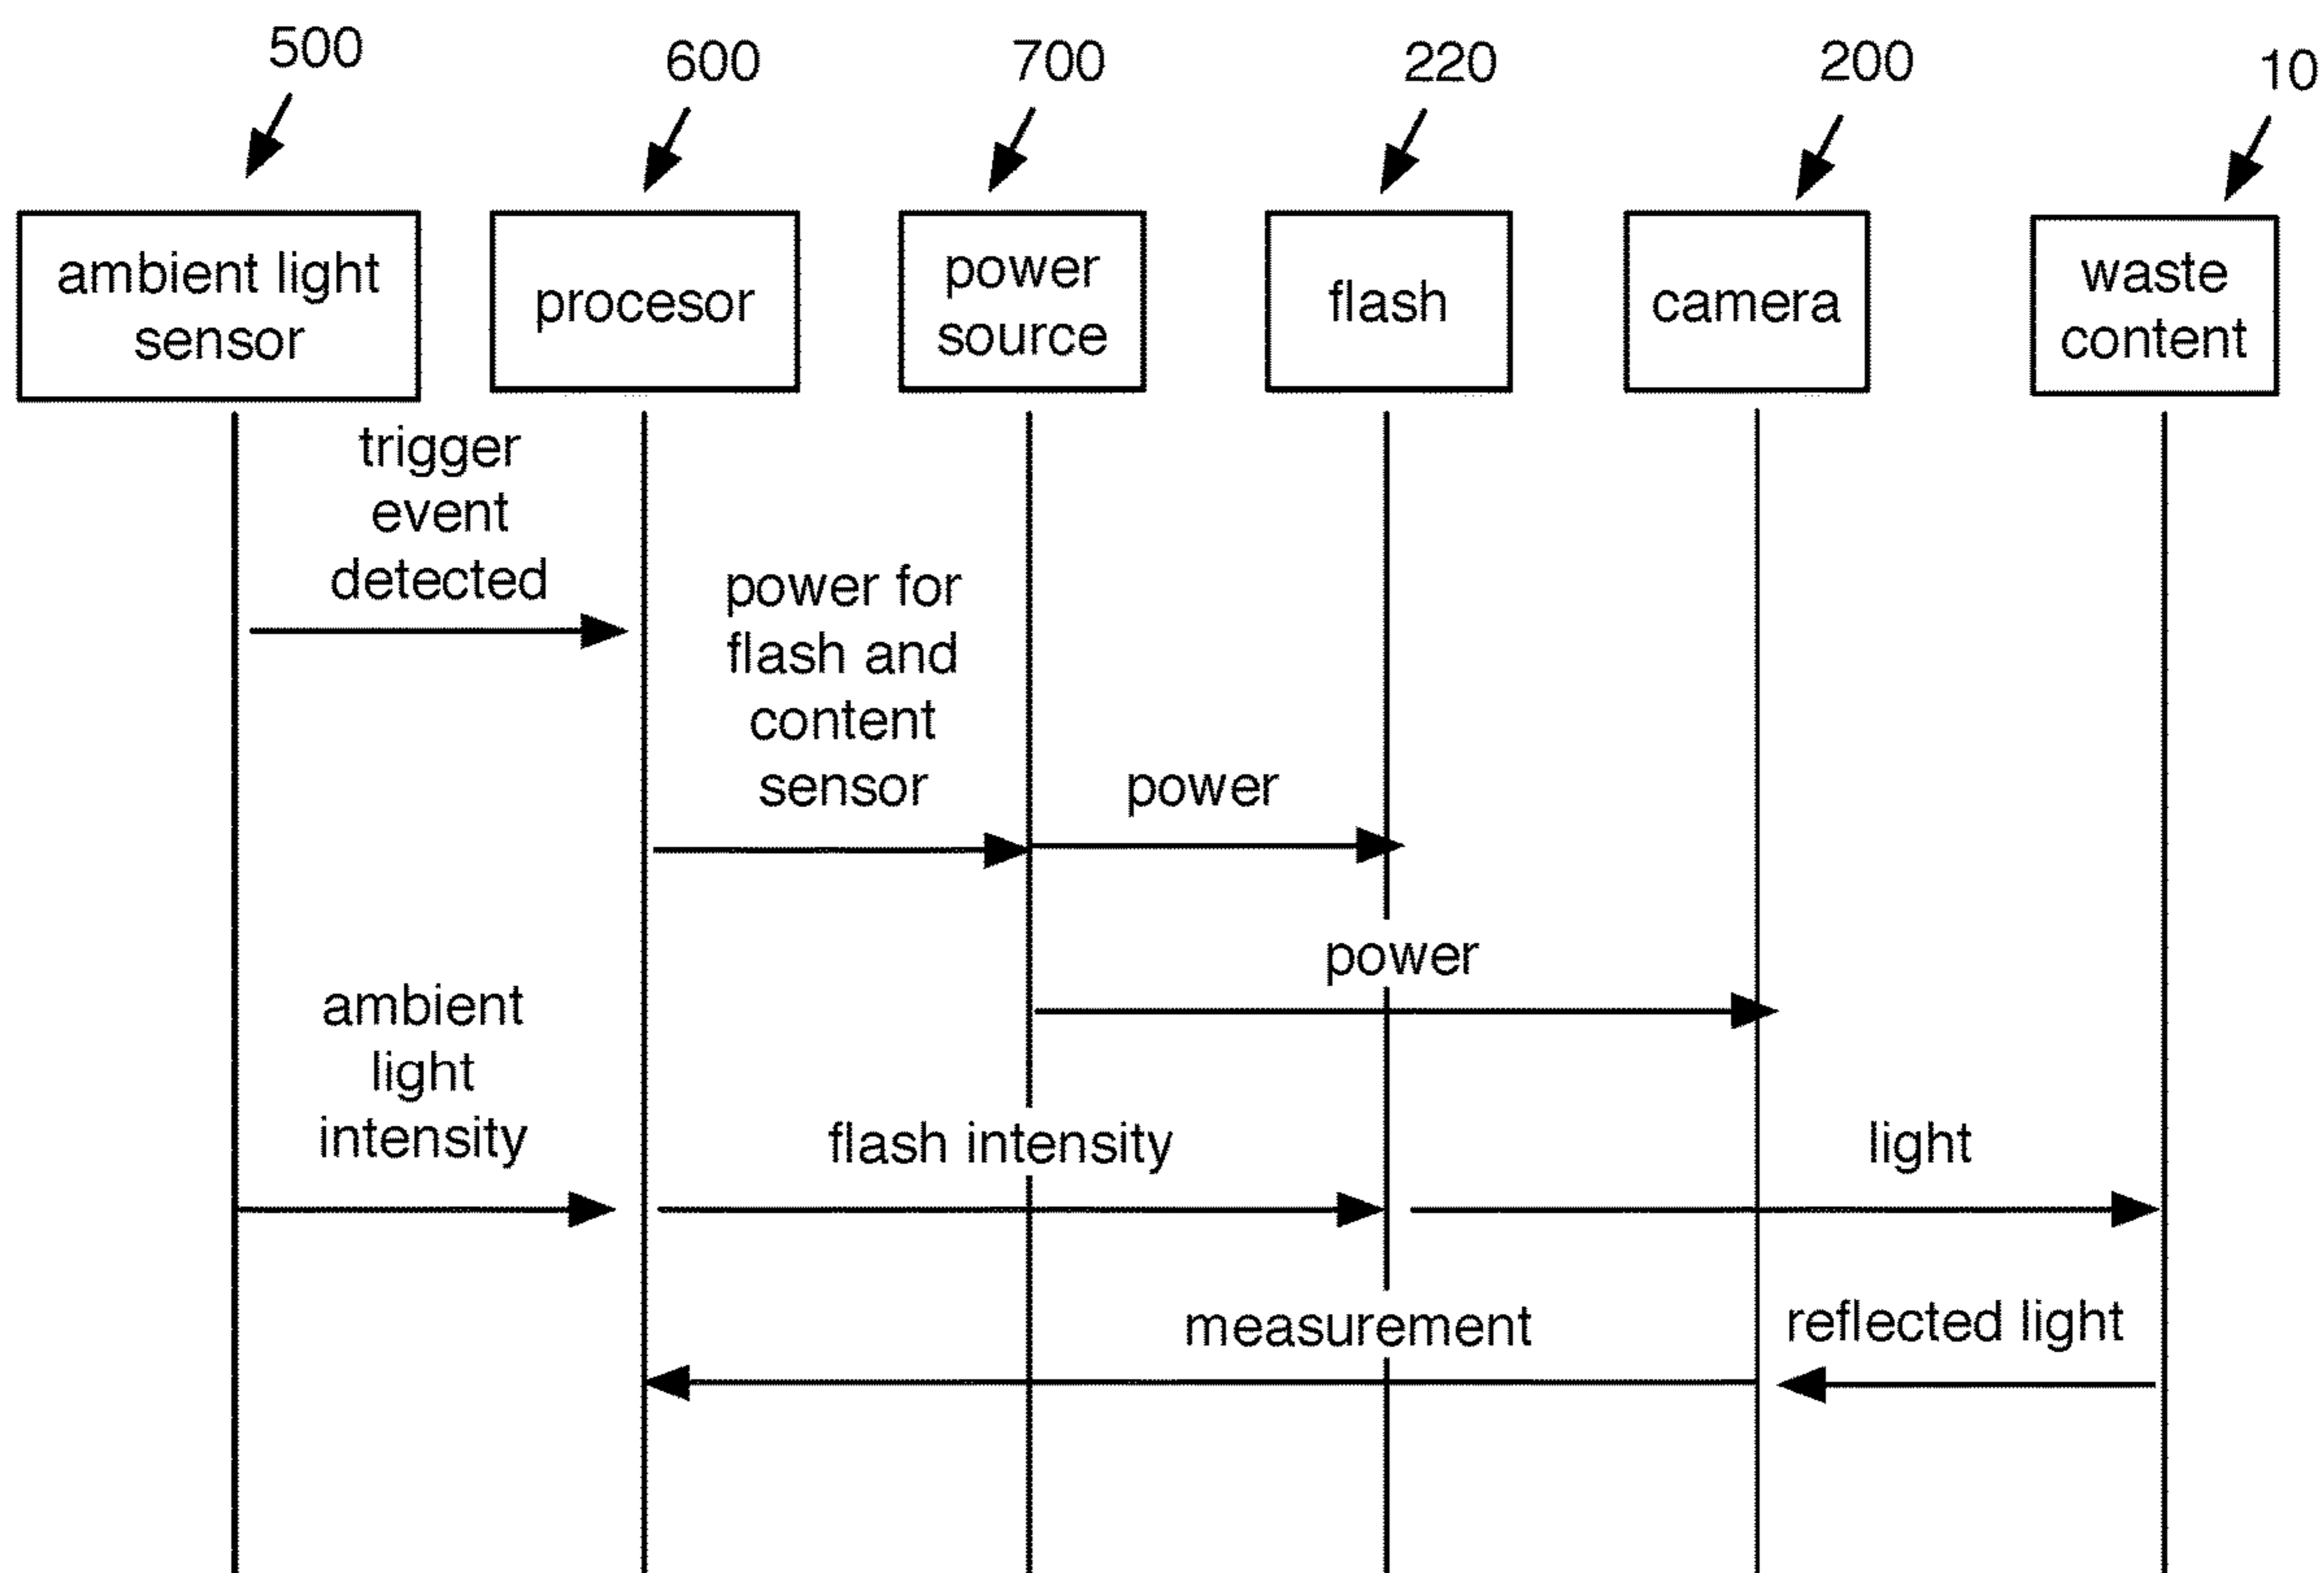 500
600
700
220
200
10
ambient light
sensor
procesor
power
source
flash
camera
waste
content
trigger
event
detected
power for
flash and
content
sensor
power
power
ambient
light
intensity
flash intensity
light
measurement
reflected light